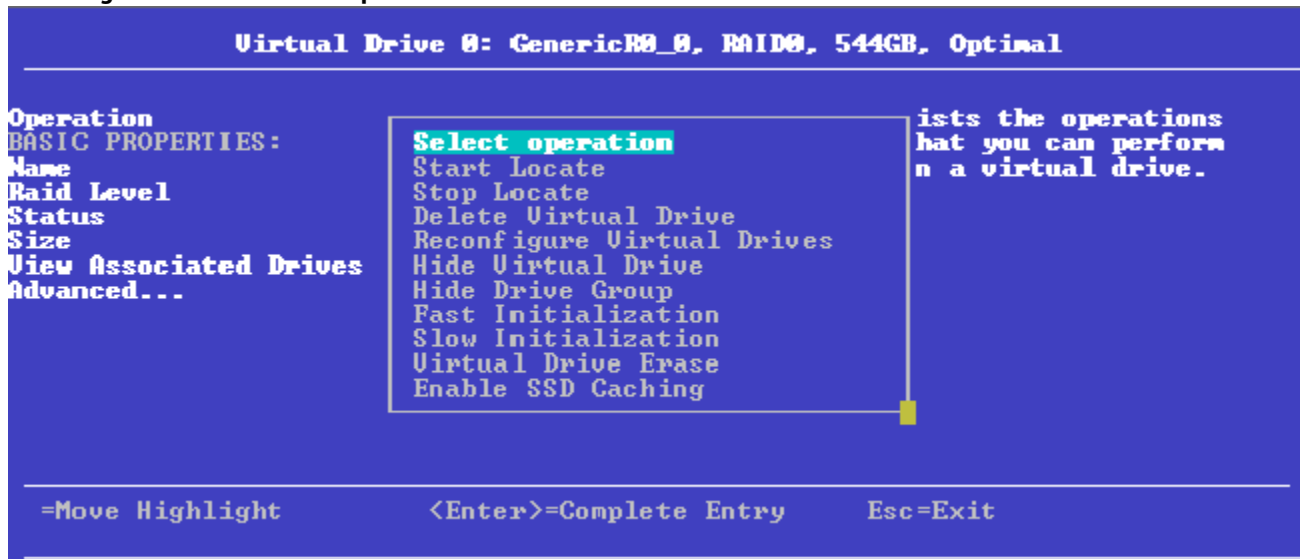 Virtual Drive 0: GenericR0_0, RAID0, 544GB, Optimal
Operation
BASIC PROPERTIES:
Name
Raid Level
Status
Size
View Associated Drives
Advanced...
Select operation
Start Locate
Stop Locate
Delete Virtual Drive
Reconfigure Virtual Drives
Hide Virtual Drive
Hide Drive Group
Fast Initialization
Slow Initialization
Virtual Drive Erase
Enable SSD Caching
ists the operations
hat you can perform
n a virtual drive.
=Move Highlight <Enter>=Complete Entry Esc=Exit